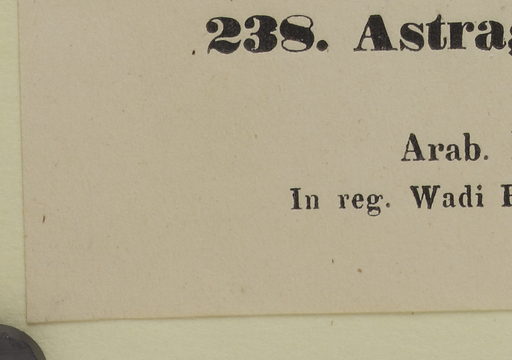 238. Astra
Arab.
In reg. Wadi